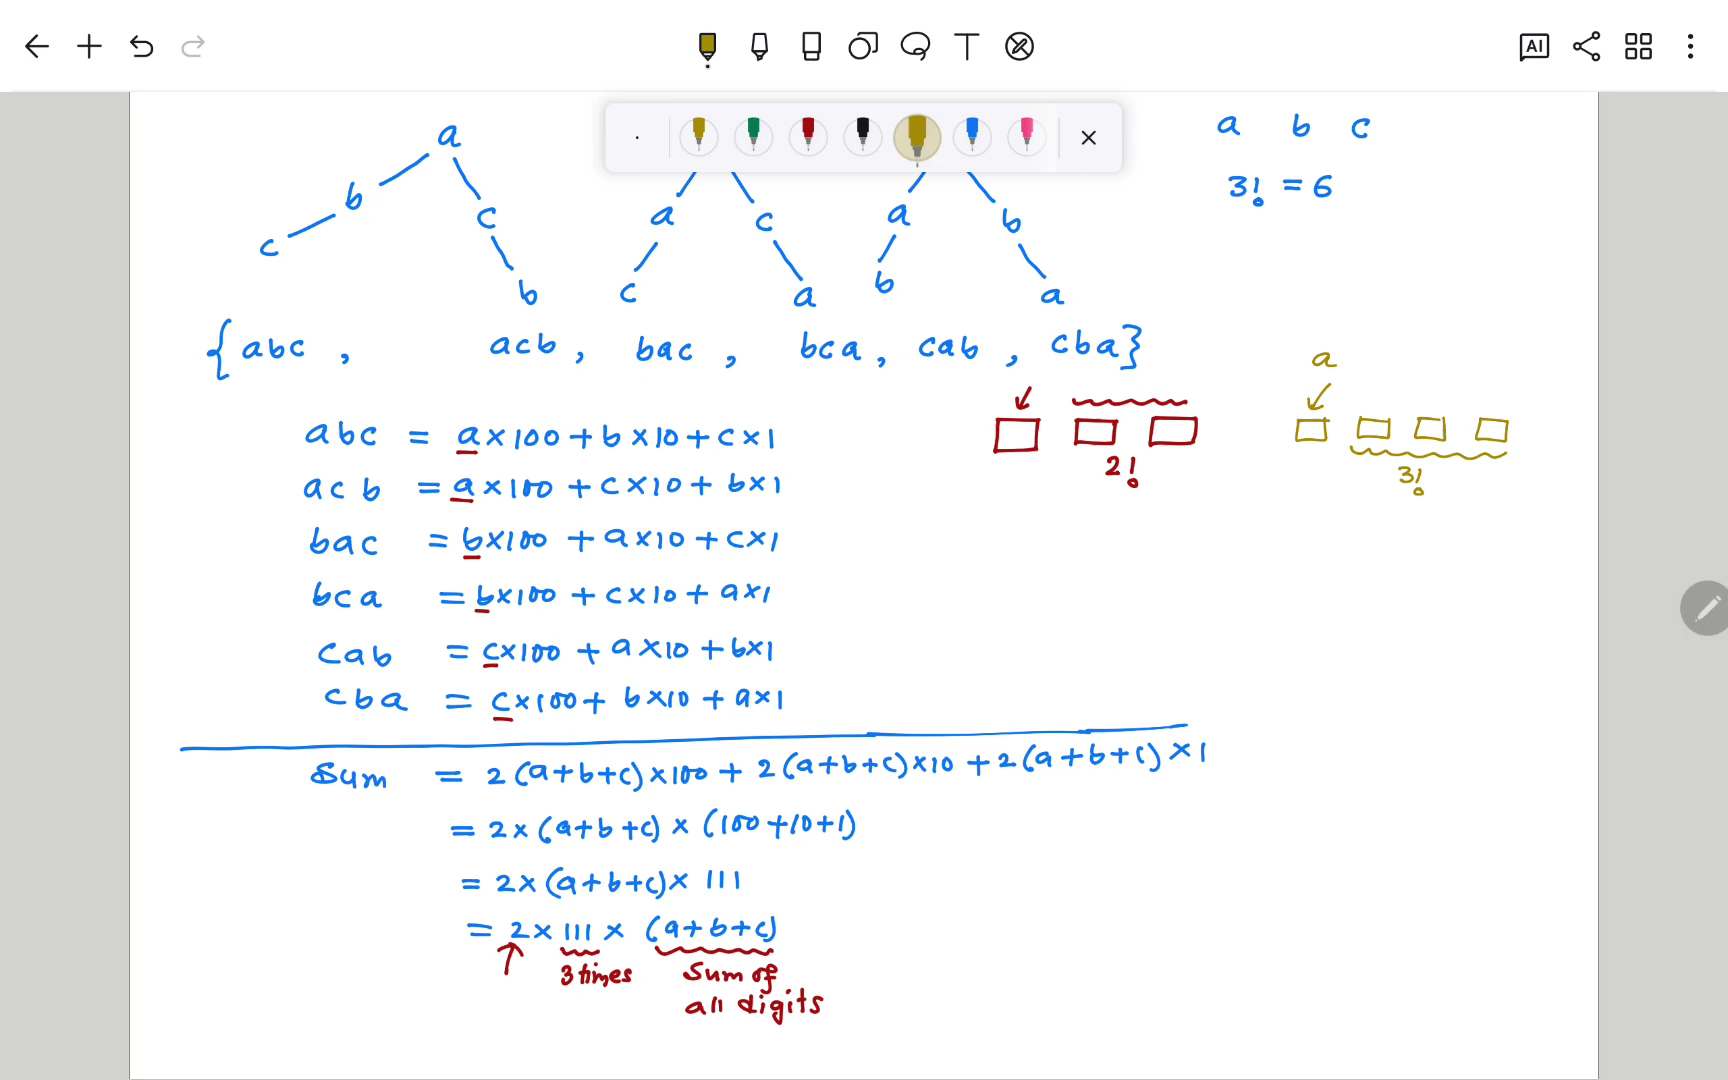 AI
a
b
c
c
b
a
c
c
a
a
b
b
a
a b c
3! = 6
{abc , acb , bac , bca , cab , cba}
a
2!
3!
abc = a×100 + b×10 + c×1
acb = a×100 + c×10 + b×1
bac = b×100 + a×10 + c×1
bca = b×100 + c×10 + a×1
cab = c×100 + a×10 + b×1
cba = c×100 + b×10 + a×1
Sum = 2(a+b+c)×100 + 2(a+b+c)×10 + 2(a+b+c)×1
= 2×(a+b+c)×(100+10+1)
= 2×(a+b+c)×111
= 2×111×(a+b+c)
3 times
Sum of
all digits